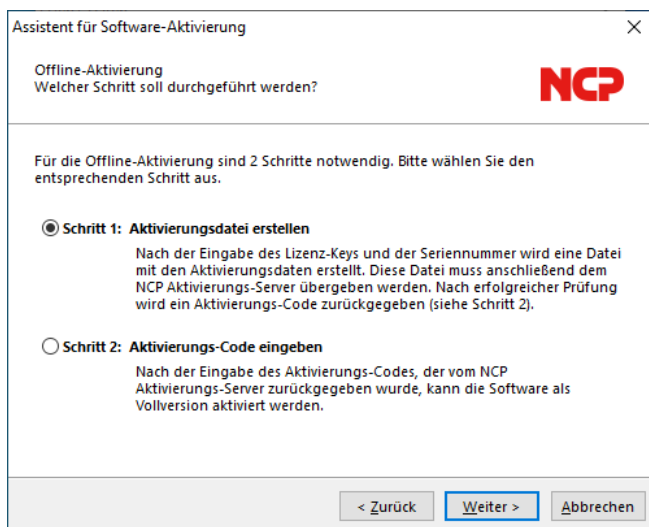 Assistent für Software-Aktivierung
Offline-Aktivierung
Welcher Schritt soll durchgeführt werden?
NCP
Für die Offline-Aktivierung sind 2 Schritte notwendig. Bitte wählen Sie den
entsprechenden Schritt aus.
Schritt 1: Aktivierungsdatei erstellen
Nach der Eingabe des Lizenz-Keys und der Seriennummer wird eine Datei
mit den Aktivierungsdaten erstellt. Diese Datei muss anschließend dem
NCP Aktivierungs-Server übergeben werden. Nach erfolgreicher Prüfung
wird ein Aktivierungs-Code zurückgegeben (siehe Schritt 2).
Schritt 2: Aktivierungs-Code eingeben
Nach der Eingabe des Aktivierungs-Codes, der vom NCP
Aktivierungs-Server zurückgegeben wurde, kann die Software als
Vollversion aktiviert werden.
< Zurück Weiter > Abbrechen